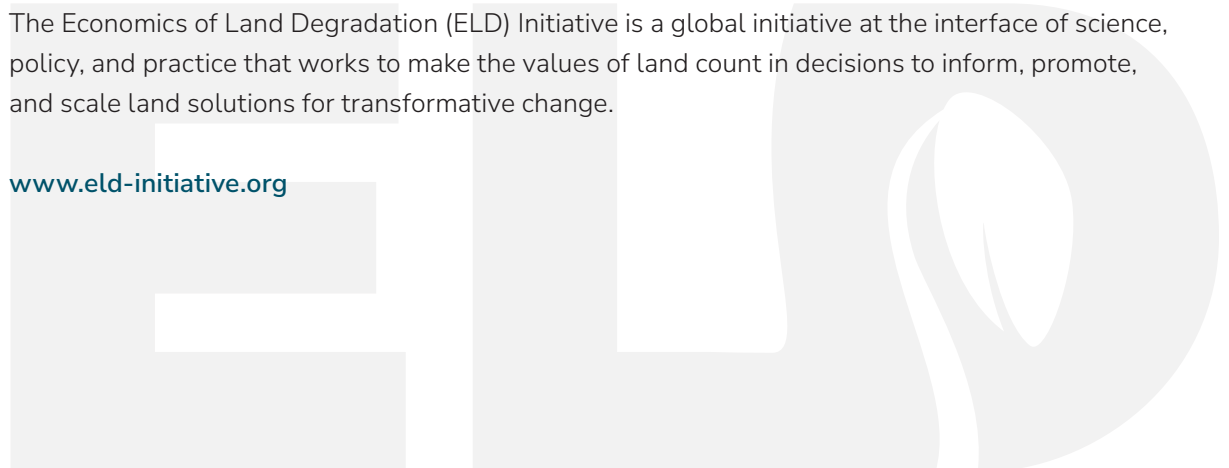 The Economics of Land Degradation (ELD) Initiative is a global initiative at the interface of science,
policy, and practice that works to make the values of land count in decisions to inform, promote,
and scale land solutions for transformative change.
www.eld-initiative.org
ELD